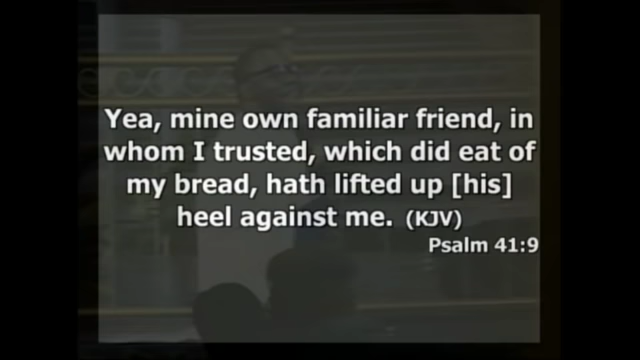 Yea, mine own familiar friend, in
whom I trusted, which did eat of
my bread, hath lifted up [his]
heel against me. (KJV)
Psalm 41:9